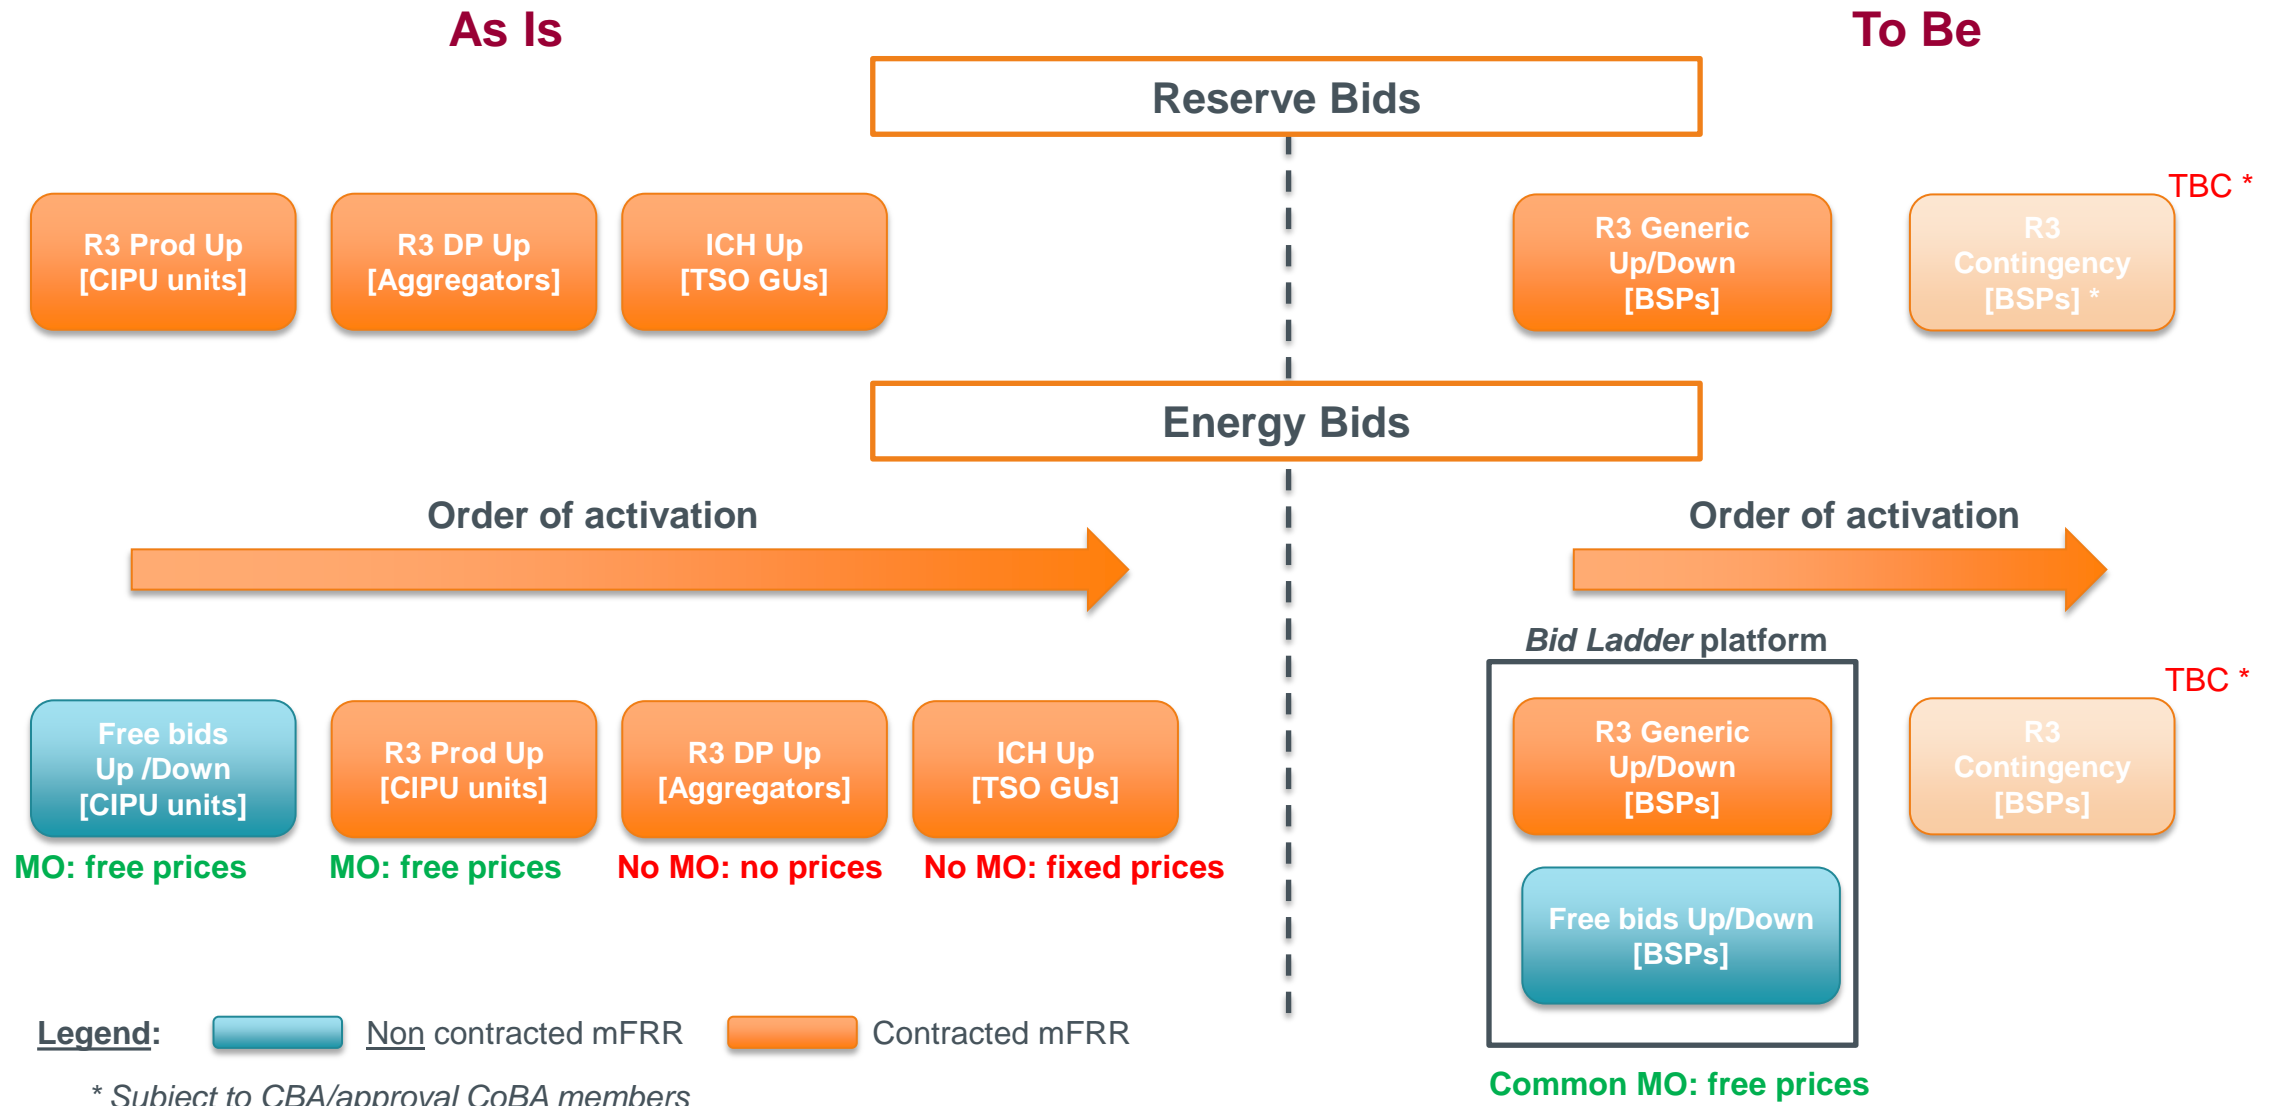 As Is
To Be
Reserve Bids
R3 Prod Up
[CIPU units]
R3 DP Up
[Aggregators]
ICH Up
[TSO GUs]
R3 Generic
Up/Down
[BSPs]
TBC *
R3
Contingency
[BSPs] *
Energy Bids
Order of activation
Order of activation
Bid Ladder platform
Free bids
Up /Down
[CIPU units]
R3 Prod Up
[CIPU units]
R3 DP Up
[Aggregators]
ICH Up
[TSO GUs]
R3 Generic
Up/Down
[BSPs]
TBC *
R3
Contingency
[BSPs]
MO: free prices
MO: free prices
No MO: no prices
No MO: fixed prices
Free bids Up/Down
[BSPs]
Legend:
Non contracted mFRR
Contracted mFRR
Common MO: free prices
* Subject to CBA/approval CoBA members